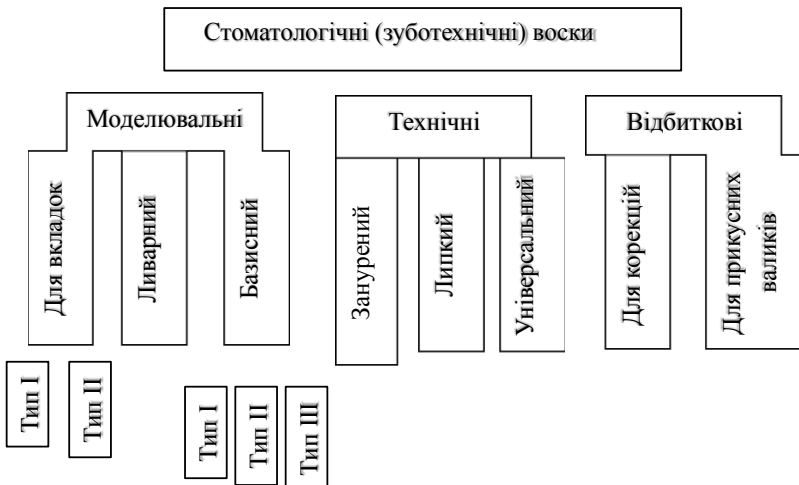 Стоматологічні (зуботехнічні) воски
Моделювальні
Технічні
Відбиткові
Для вкладок
Ливарний
Базисний
Занурений
Липкий
Універсальний
Для корекцій
Для прикусних
валиків
Тип I
Тип II
Тип I
Тип II
Тип III